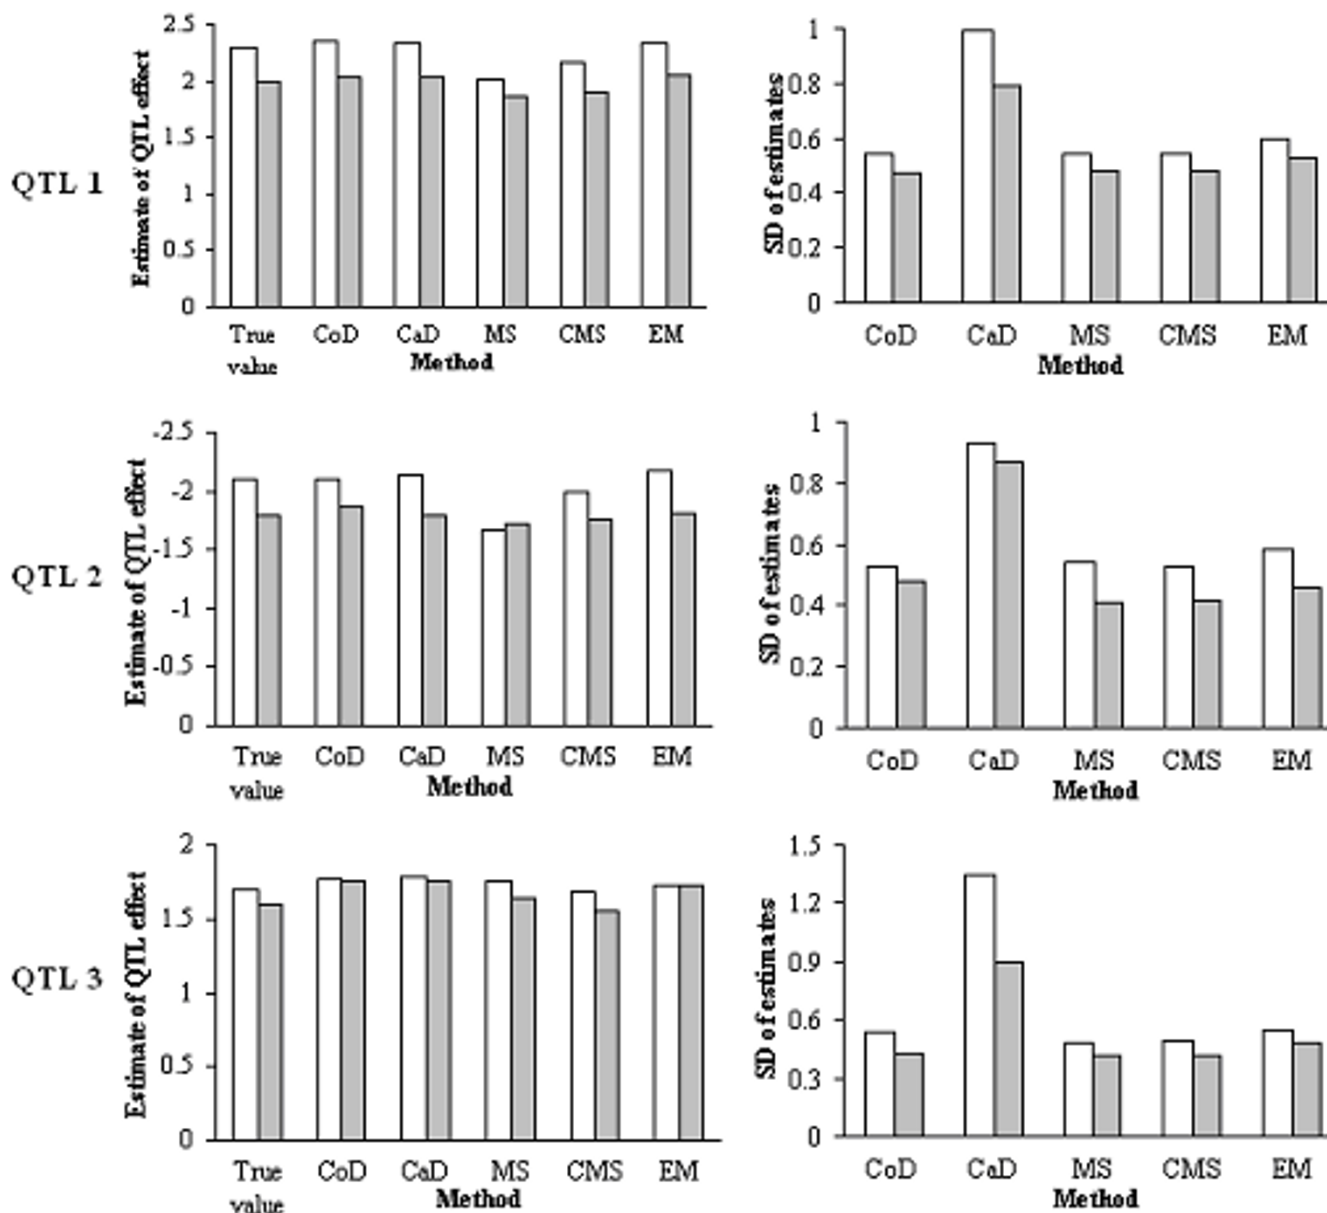 QTL 1
Estimate of QTL effect
2.5
2
1.5
1
0.5
0
True value
CoD
CaD
MS
CMS
EM
Method
SD of estimates
1
0.8
0.6
0.4
0.2
0
CoD
CaD
MS
CMS
EM
Method
QTL 2
Estimate of QTL effect
-2.5
-2
-1.5
-1
-0.5
0
True value
CoD
CaD
MS
CMS
EM
Method
SD of estimates
1
0.8
0.6
0.4
0.2
0
CoD
CaD
MS
CMS
EM
Method
QTL 3
Estimate of QTL effect
2
1.5
1
0.5
0
True value
CoD
CaD
MS
CMS
EM
Method
SD of estimates
1.5
1.2
0.9
0.6
0.3
0
CoD
CaD
MS
CMS
EM
Method